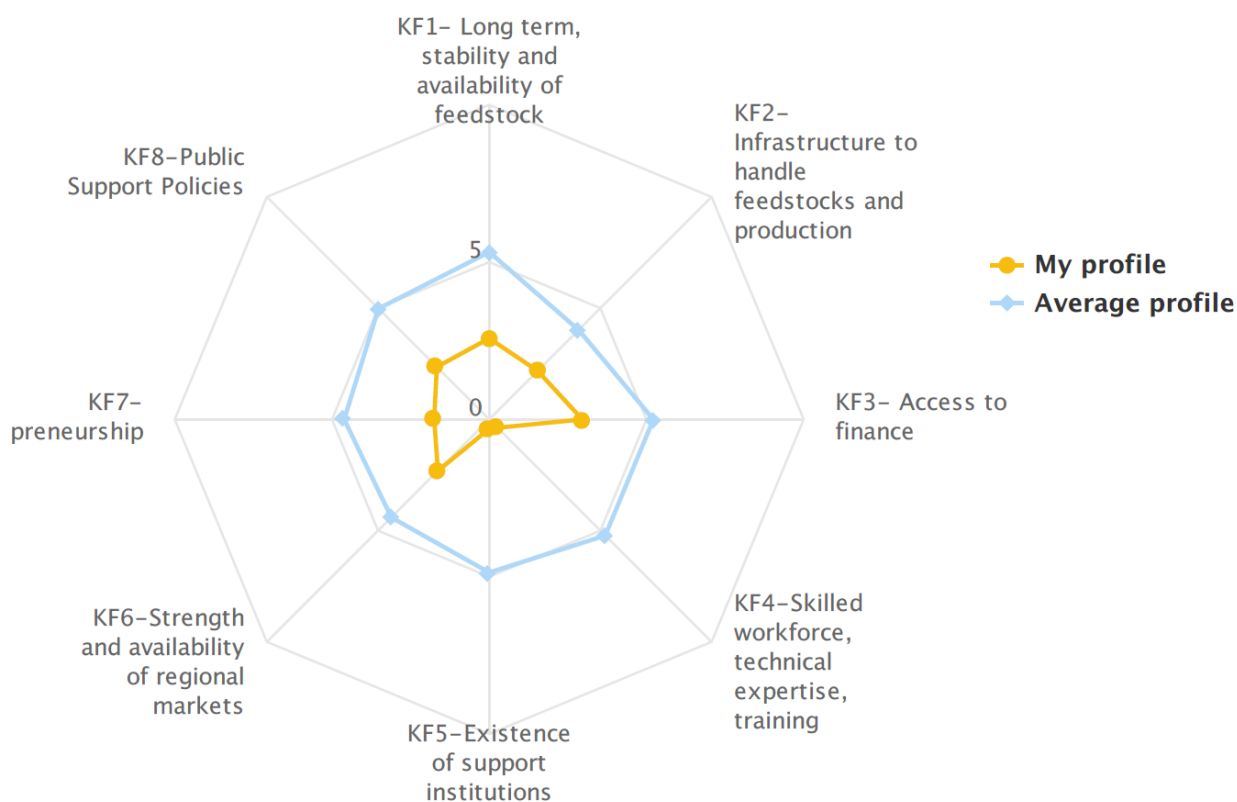 KF1- Long term,
stability and
availability of
feedstock
KF2-
Infrastructure to
handle
feedstocks and
production
KF8-Public
Support Policies
5
My profile
Average profile
0
KF7-
preneurship
KF3- Access to
finance
KF6-Strength
and availability
of regional
markets
KF4-Skilled
workforce,
technical
expertise,
training
KF5-Existence
of support
institutions